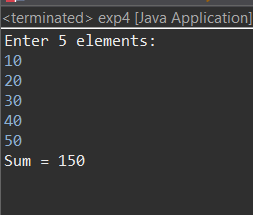 <terminated> exp4 [Java Application]
Enter 5 elements:
10
20
30
40
50
Sum = 150